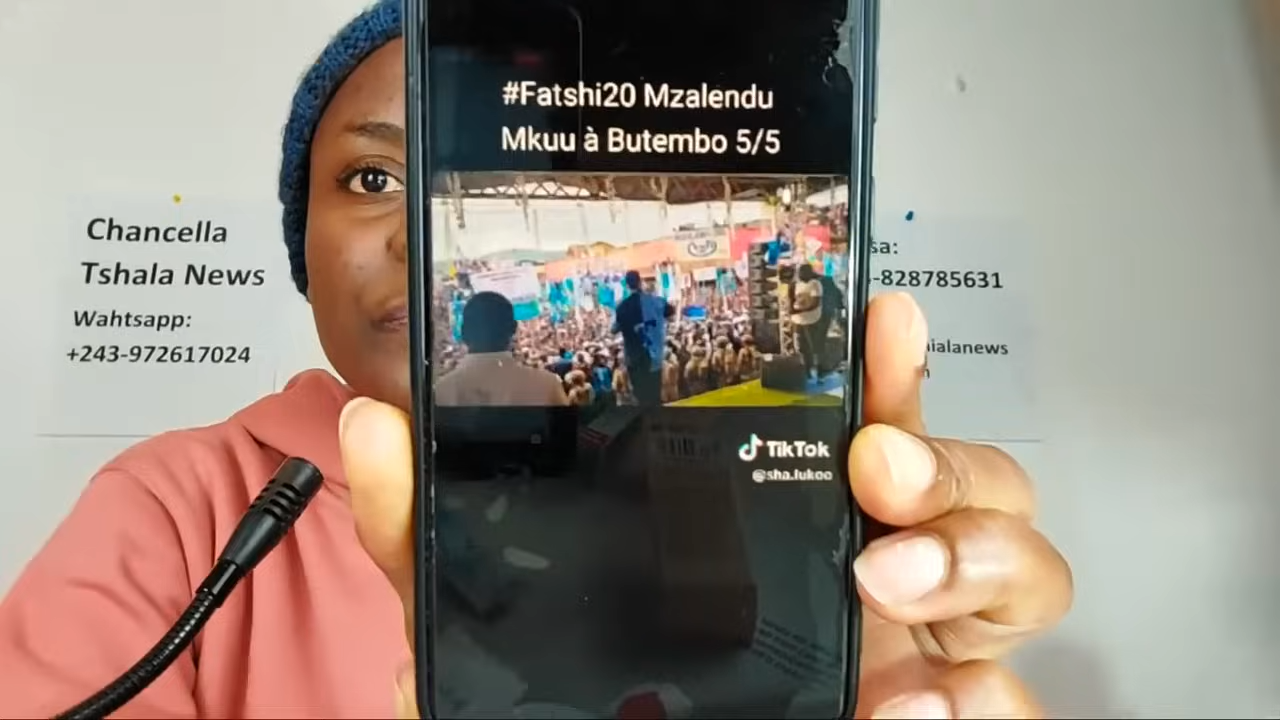 #Fatshi20 Mzalendu
Mkuu à Butembo 5/5
Chancella
Tshala News
Wahtsapp:
+243-972617024
-828785631
TikTok
@sha.lukoo